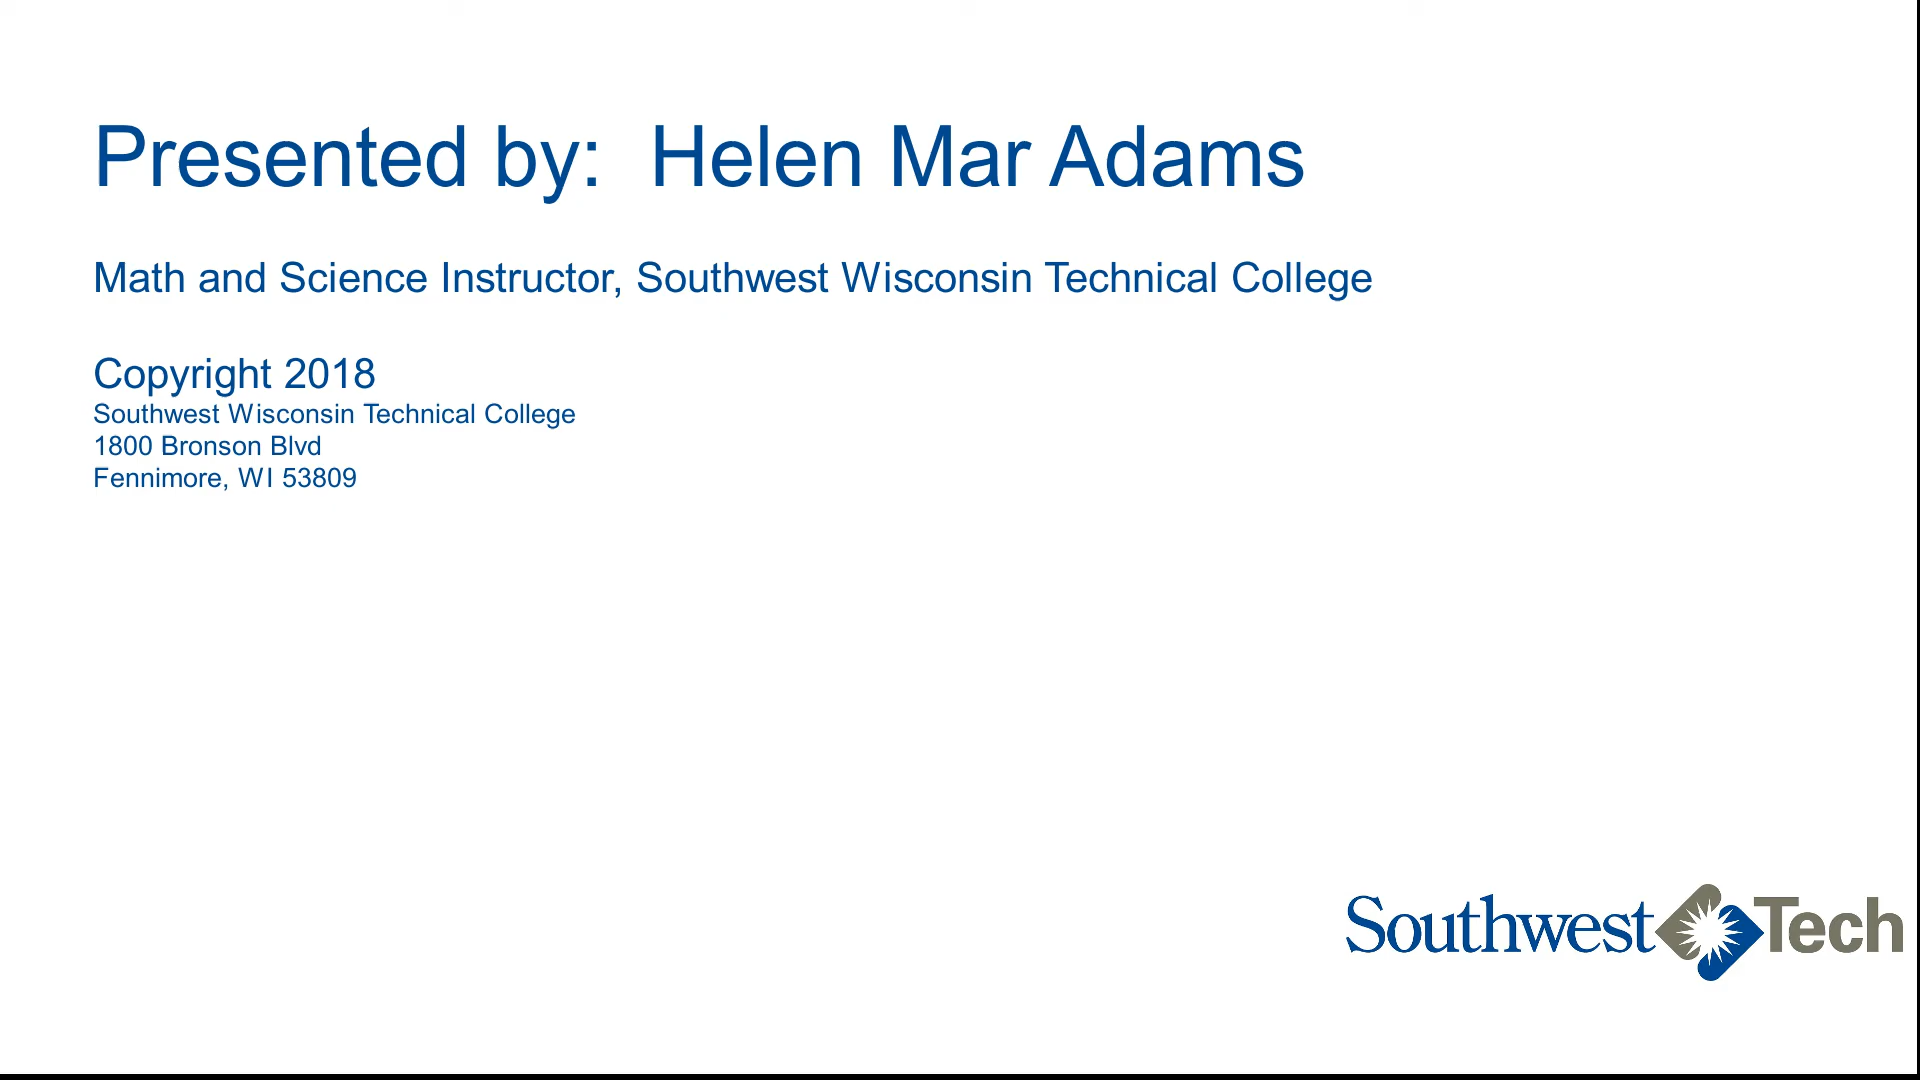 Presented by:  Helen Mar Adams
Math and Science Instructor, Southwest Wisconsin Technical College
Copyright 2018
Southwest Wisconsin Technical College
1800 Bronson Blvd
Fennimore, WI 53809
Southwest Tech